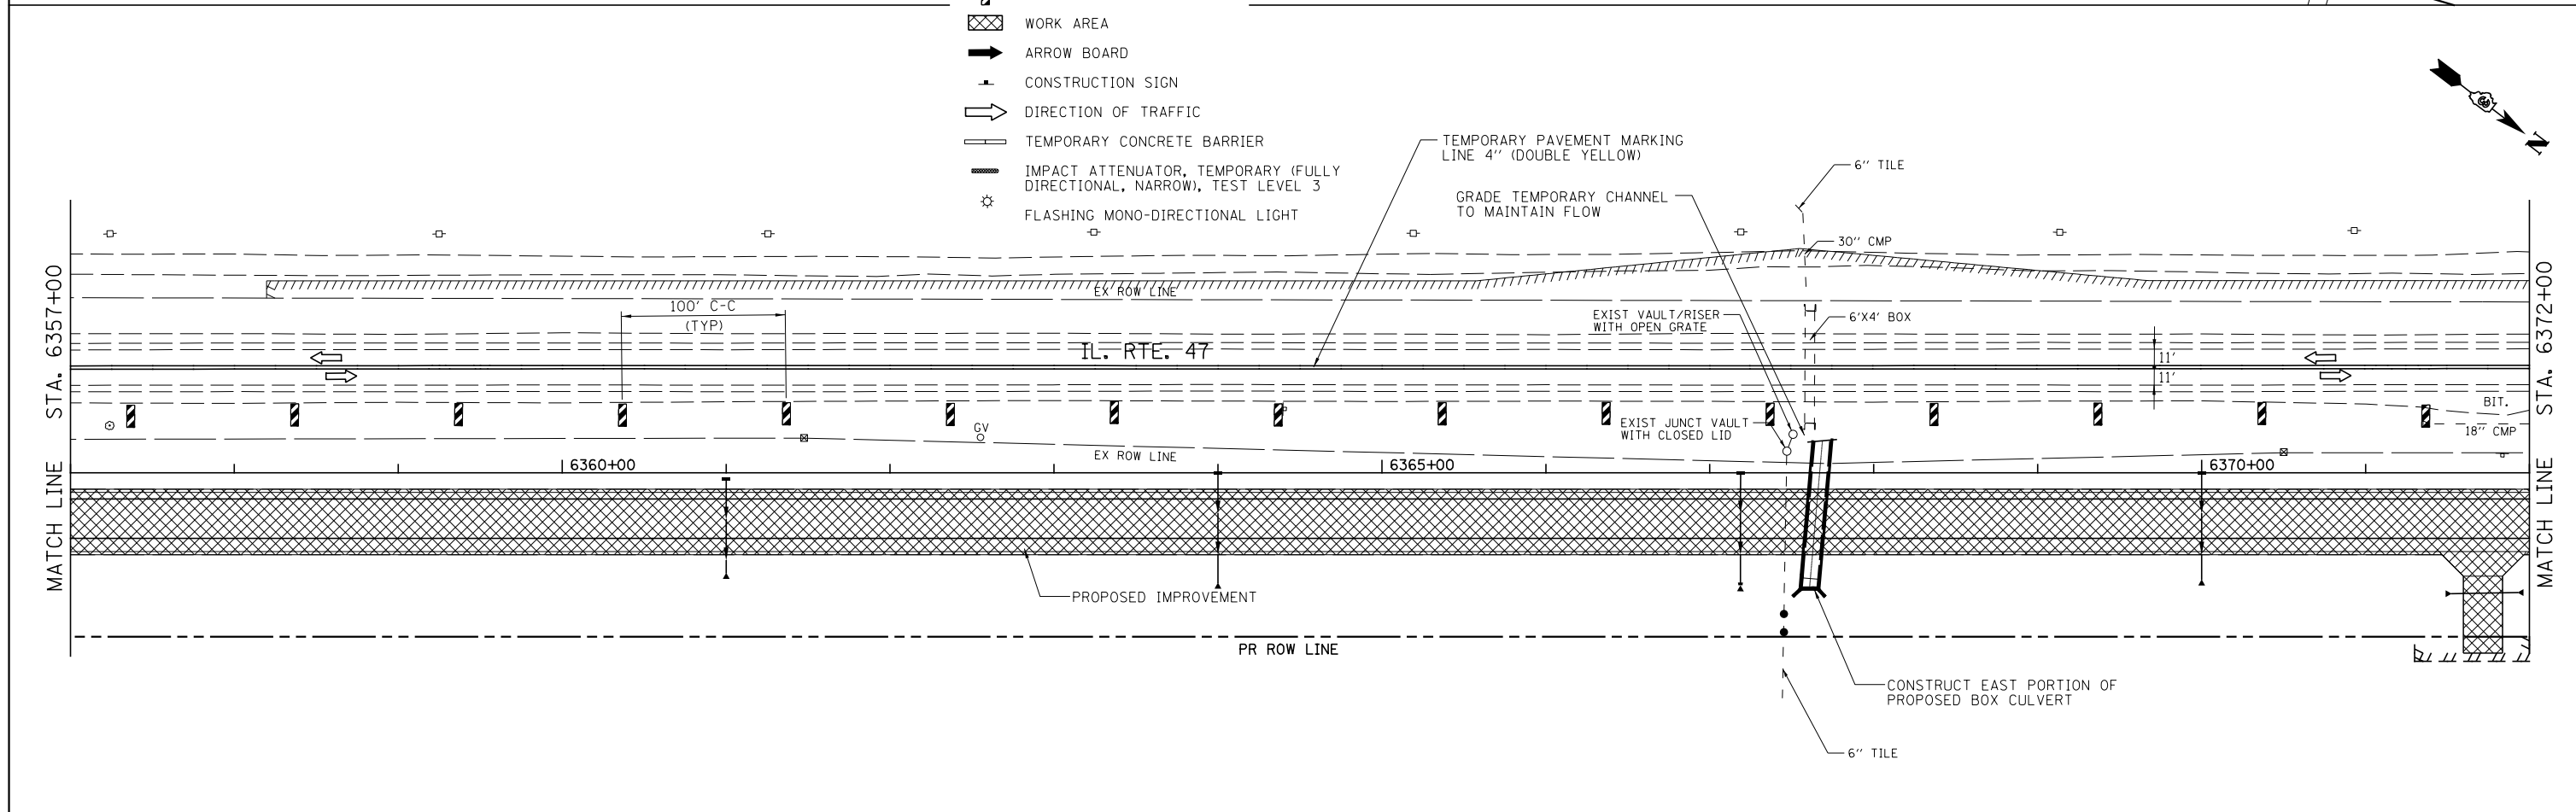 WORK AREA
ARROW BOARD
CONSTRUCTION SIGN
DIRECTION OF TRAFFIC
TEMPORARY CONCRETE BARRIER
IMPACT ATTENUATOR, TEMPORARY (FULLY
DIRECTIONAL, NARROW), TEST LEVEL 3
FLASHING MONO-DIRECTIONAL LIGHT
TEMPORARY PAVEMENT MARKING
LINE 4'' (DOUBLE YELLOW)
6'' TILE
GRADE TEMPORARY CHANNEL
TO MAINTAIN FLOW
N
30'' CMP
EX ROW LINE
100' C-C
(TYP)
EXIST VAULT/RISER
WITH OPEN GRATE
6'X4' BOX
IL. RTE. 47
11'
11'
BIT.
18'' CMP
EXIST JUNCT VAULT
WITH CLOSED LID
GV
EX ROW LINE
6360+00
6365+00
6370+00
MATCH LINE STA. 6357+00
MATCH LINE STA. 6372+00
PROPOSED IMPROVEMENT
PR ROW LINE
CONSTRUCT EAST PORTION OF
PROPOSED BOX CULVERT
6'' TILE